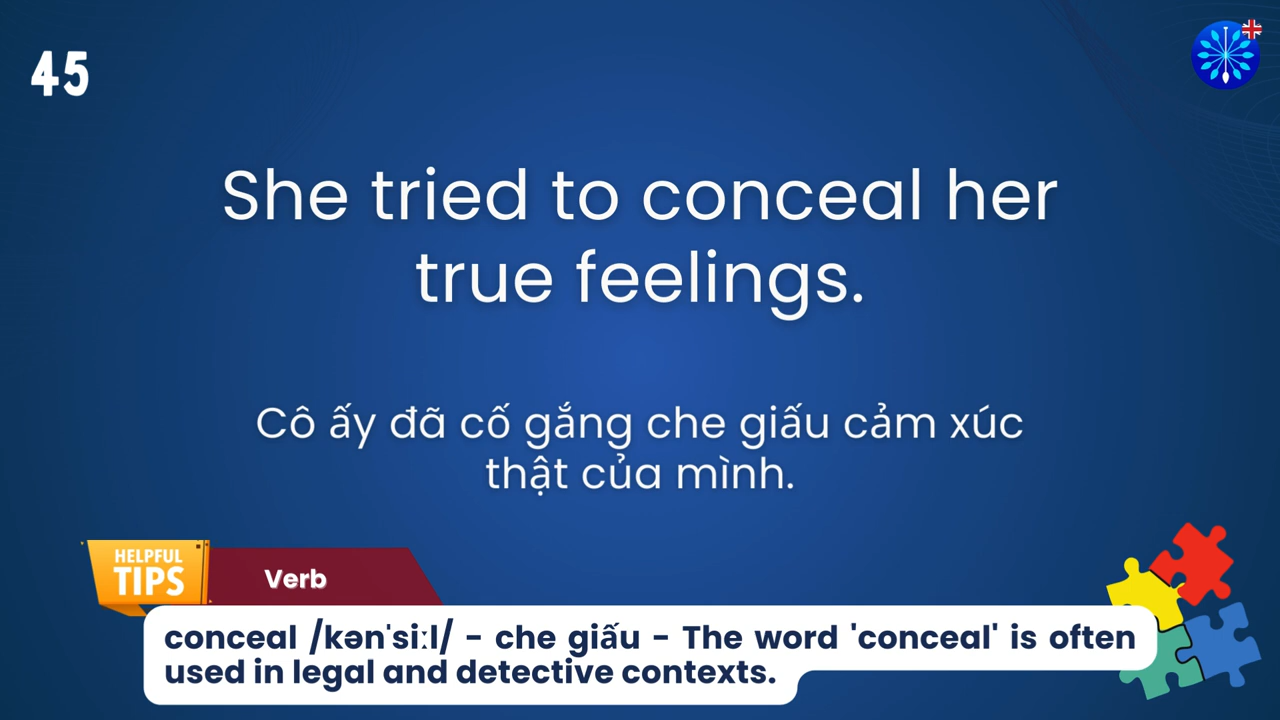 45
She tried to conceal her
true feelings.
Cô ấy đã cố gắng che giấu cảm xúc
thật của mình.
HELPFUL
TIPS
Verb
conceal /kənˈsiːl/ - che giấu - The word 'conceal' is often
used in legal and detective contexts.